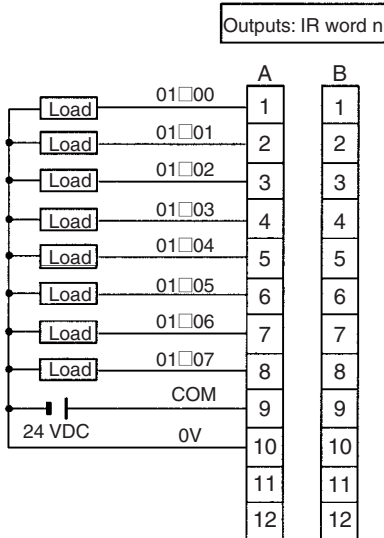 Outputs: IR word n
A B
01□00
Load 1 1
01□01
Load 2 2
01□02
Load 3 3
01□03
Load 4 4
01□04
Load 5 5
01□05
Load 6 6
01□06
Load 7 7
01□07
Load 8 8
COM
9 9
24 VDC 0V
10 10
11 11
12 12